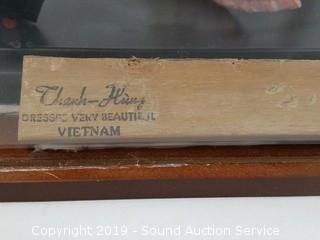 Thanh-Hùng
DRESSES VERY BEAUTIFUL
VIETNAM
Copyright 2019 - Sound Auction Service